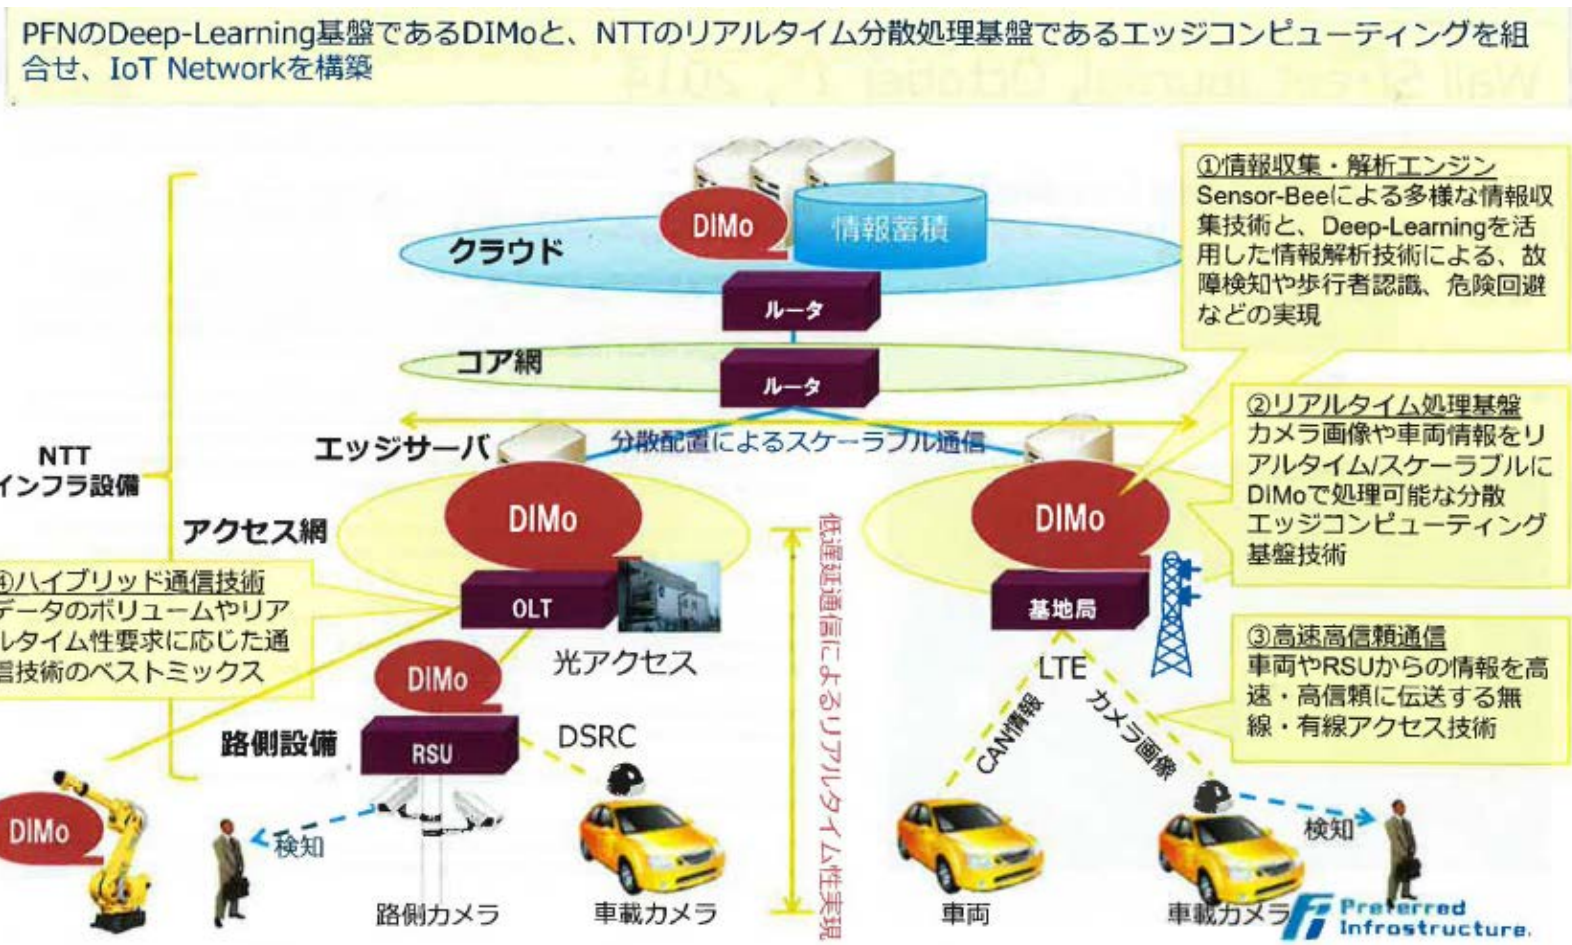 PFNのDeep-Learning基盤であるDIMoと、NTTのリアルタイム分散処理基盤であるエッジコンピューティングを組
合せ、IoT Networkを構築
①情報収集・解析エンジン
Sensor-Beeによる多様な情報収
集技術と、Deep-Learningを活
用した情報解析技術による、故
障検知や歩行者認識、危険回避
などの実現
DIMo
情報蓄積
クラウド
ルータ
コア網
ルータ
②リアルタイム処理基盤
カメラ画像や車両情報をリ
アルタイム/スケーラブルに
DIMoで処理可能な分散
エッジコンピューティング
基盤技術
エッジサーバ
分散配置によるスケーラブル通信
NTT
インフラ設備
DIMo
DIMo
アクセス網
低遅延通信によるリアルタイム性実現
④ハイブリッド通信技術
データのボリュームやリア
ルタイム性要求に応じた通
信技術のベストミックス
OLT
基地局
③高速高信頼通信
車両やRSUからの情報を高
速・高信頼に伝送する無
線・有線アクセス技術
光アクセス
LTE
DIMo
路側設備
RSU
DSRC
CAN情報
カメラ画像
DIMo
検知
検知
路側カメラ
車載カメラ
車両
車載カメラ
Preferred
Infrastructure.